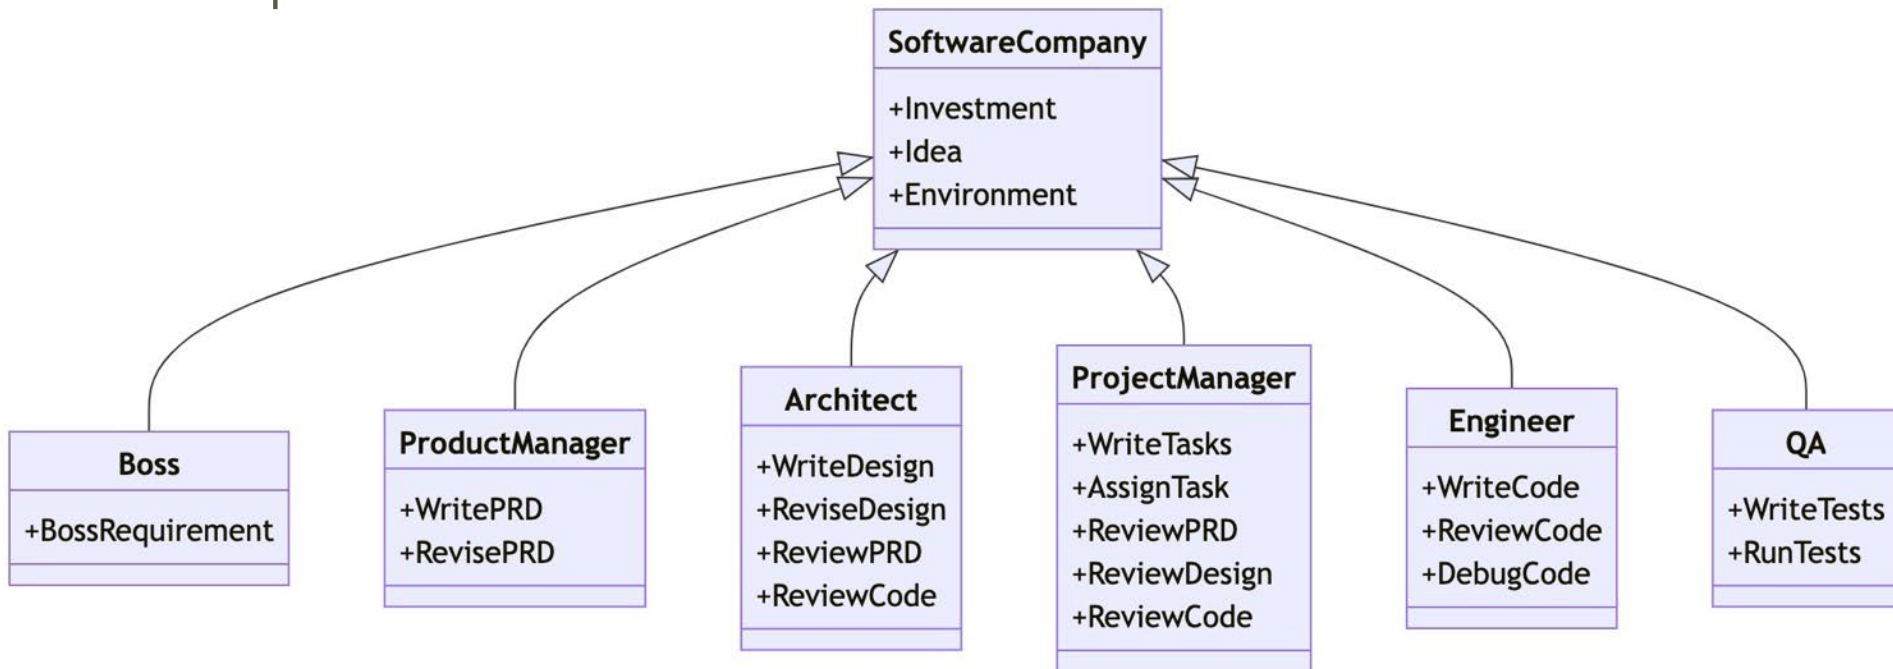 SoftwareCompany
+Investment
+Idea
+Environment
Boss
+BossRequirement
ProductManager
+WritePRD
+RevisePRD
Architect
+WriteDesign
+ReviseDesign
+ReviewPRD
+ReviewCode
ProjectManager
+WriteTasks
+AssignTask
+ReviewPRD
+ReviewDesign
+ReviewCode
Engineer
+WriteCode
+ReviewCode
+DebugCode
QA
+WriteTests
+RunTests